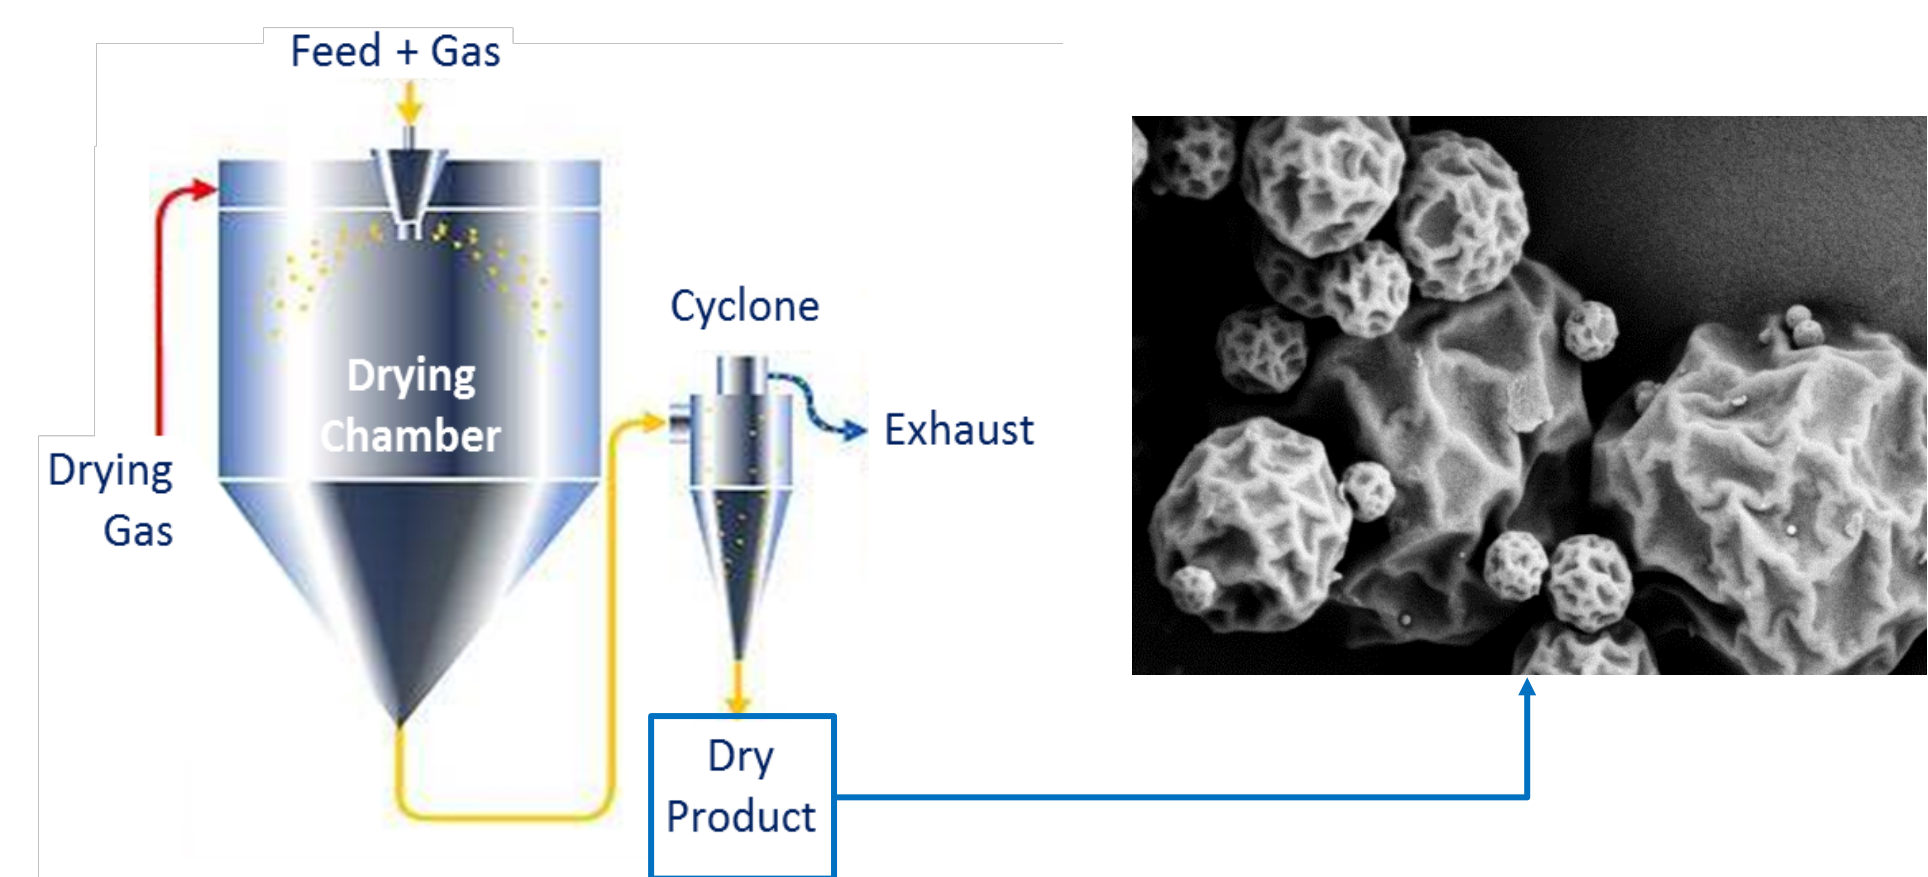 Feed + Gas
Drying
Chamber
Drying
Gas
Cyclone
Exhaust
Dry
Product